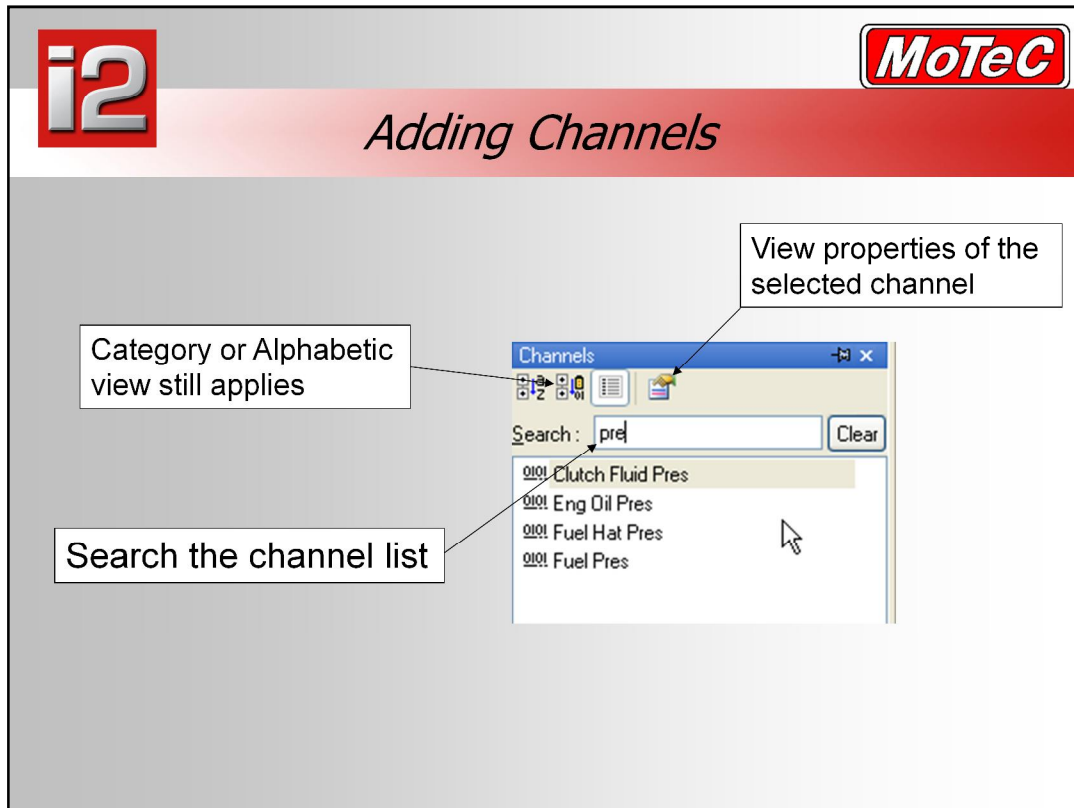 i2
MoTeC
Adding Channels
View properties of the
selected channel
Category or Alphabetic
view still applies
Channels
Search : pre
Clear
Clutch Fluid Pres
Eng Oil Pres
Fuel Hat Pres
Fuel Pres
Search the channel list